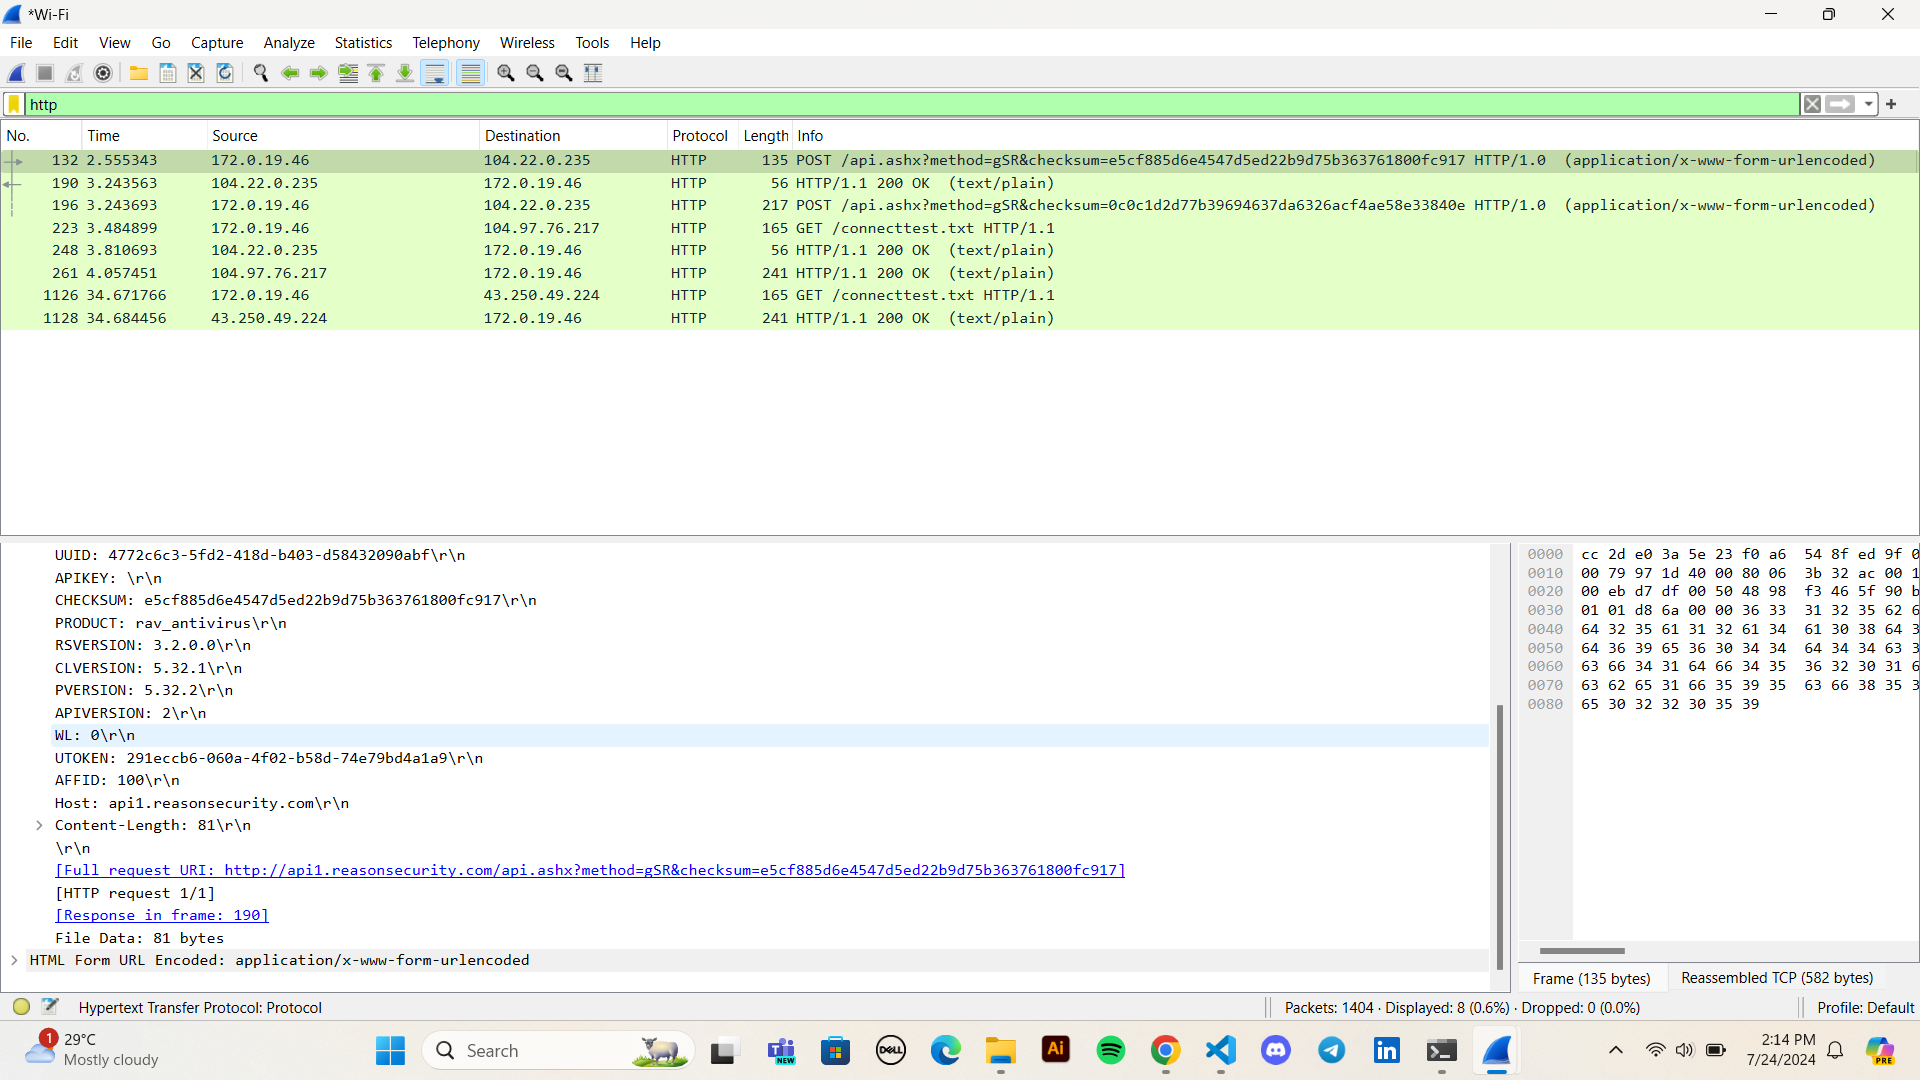 *Wi-Fi
File Edit View Go Capture Analyze Statistics Telephony Wireless Tools Help
http
No. Time Source Destination Protocol Length Info
132 2.555343 172.0.19.46 104.22.0.235 HTTP 135 POST /api.ashx?method=gSR&checksum=e5cf885d6e4547d5ed22b9d75b363761800fc917 HTTP/1.0 (application/x-www-form-urlencoded)
190 3.243563 104.22.0.235 172.0.19.46 HTTP 56 HTTP/1.1 200 OK (text/plain)
196 3.243693 172.0.19.46 104.22.0.235 HTTP 217 POST /api.ashx?method=gSR&checksum=0c0c1d2d77b39694637da6326acf4ae58e33840e HTTP/1.0 (application/x-www-form-urlencoded)
223 3.484899 172.0.19.46 104.97.76.217 HTTP 165 GET /connecttest.txt HTTP/1.1
248 3.810693 104.22.0.235 172.0.19.46 HTTP 56 HTTP/1.1 200 OK (text/plain)
261 4.057451 104.97.76.217 172.0.19.46 HTTP 241 HTTP/1.1 200 OK (text/plain)
1126 34.671766 172.0.19.46 43.250.49.224 HTTP 165 GET /connecttest.txt HTTP/1.1
1128 34.684456 43.250.49.224 172.0.19.46 HTTP 241 HTTP/1.1 200 OK (text/plain)
UUID: 4772c6c3-5fd2-418d-b403-d58432090abf\r\n
APIKEY: \r\n
CHECKSUM: e5cf885d6e4547d5ed22b9d75b363761800fc917\r\n
PRODUCT: rav_antivirus\r\n
RSVERSION: 3.2.0.0\r\n
CLVERSION: 5.32.1\r\n
PVERSION: 5.32.2\r\n
APIVERSION: 2\r\n
WL: 0\r\n
UTOKEN: 291eccb6-060a-4f02-b58d-74e79bd4a1a9\r\n
AFFID: 100\r\n
Host: api1.reasonsecurity.com\r\n
Content-Length: 81\r\n
\r\n
[Full request URI: http://api1.reasonsecurity.com/api.ashx?method=gSR&checksum=e5cf885d6e4547d5ed22b9d75b363761800fc917]
[HTTP request 1/1]
[Response in frame: 190]
File Data: 81 bytes
HTML Form URL Encoded: application/x-www-form-urlencoded
0000 cc 2d e0 3a 5e 23 f0 a6 54 8f ed 9f
0010 00 79 97 1d 40 00 80 06 3b 32 ac 00
0020 00 eb d7 df 00 50 48 98 f3 46 5f 90
0030 01 01 d8 6a 00 00 36 33 31 32 35 62
0040 64 32 35 61 31 32 61 34 61 30 38 64
0050 64 36 39 65 36 30 34 34 64 34 34 63
0060 63 66 34 31 64 66 34 35 36 32 30 31
0070 63 62 65 31 66 35 39 35 63 66 38 35
0080 65 30 32 32 30 35 39
Frame (135 bytes) Reassembled TCP (582 bytes)
Hypertext Transfer Protocol: Protocol
Packets: 1404 · Displayed: 8 (0.6%) · Dropped: 0 (0.0%)
Profile: Default
1
29°C
Mostly cloudy
Search
NEW
DELL
Ai
in
2:14 PM
7/24/2024
PRE